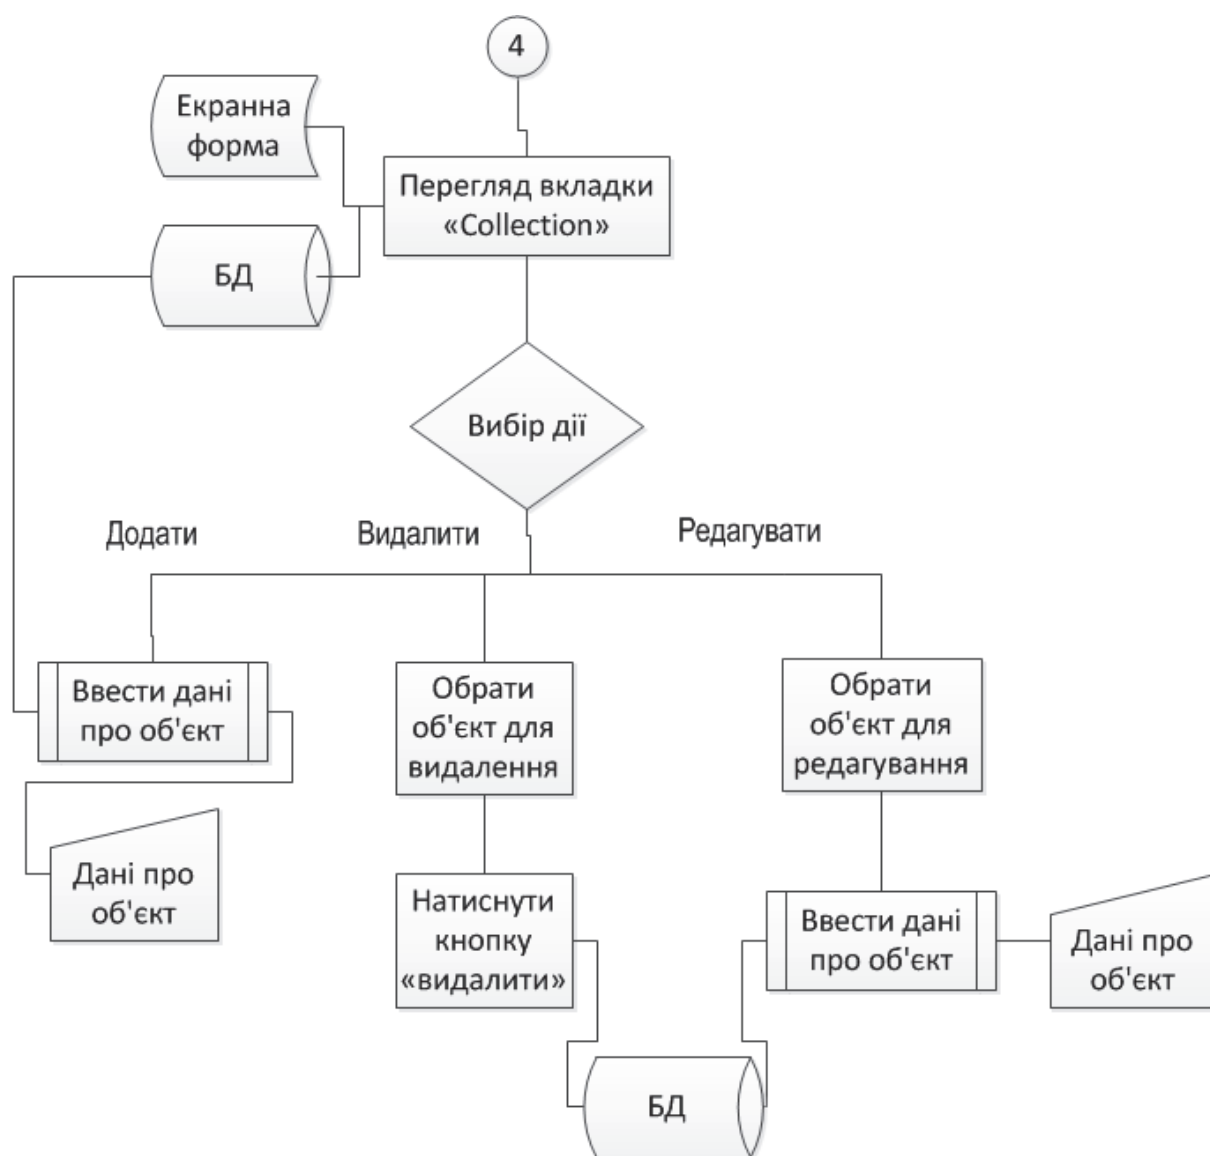 4
Екранна
форма
Перегляд вкладки
«Collection»
БД
Вибір дії
Додати
Видалити
Редагувати
Ввести дані
про об'єкт
Обрати
об'єкт для
видалення
Обрати
об'єкт для
редагування
Дані про
об'єкт
Натиснути
кнопку
«видалити»
Ввести дані
про об'єкт
Дані про
об'єкт
БД